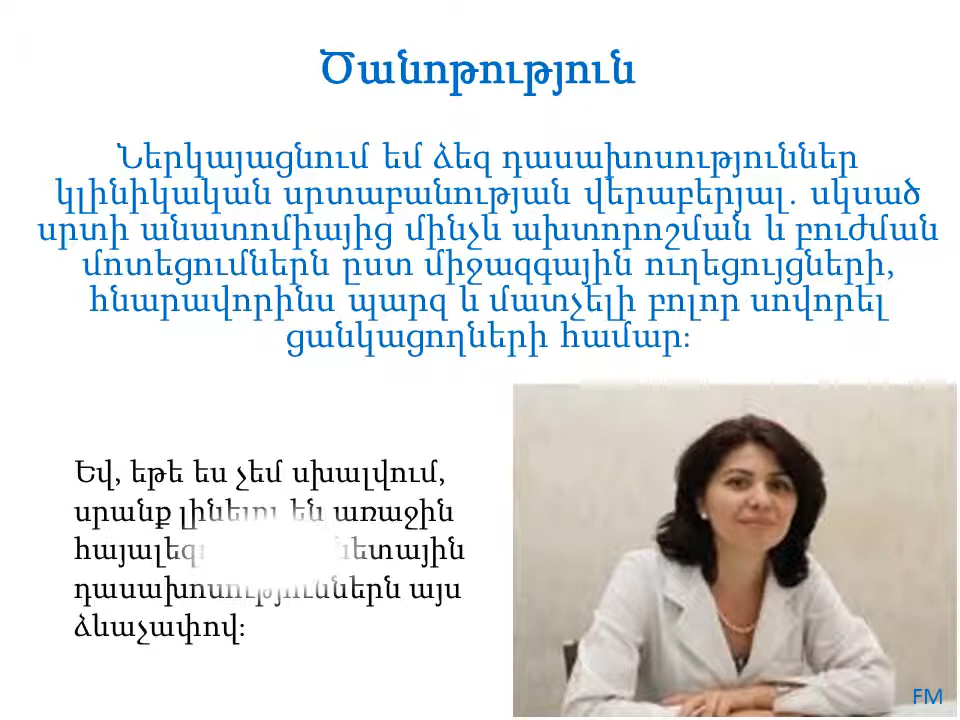 Ծանոթություն
Ներկայացնում եմ ձեզ դասախոսություններ
կլինիկական սրտաբանության վերաբերյալ. սկսած
սրտի անատոմիայից մինչև ախտորոշման և բուժման
մոտեցումներն ըստ միջազգային ուղեցույցների,
հնարավորինս պարզ և մատչելի բոլոր սովորել
ցանկացողների համար։
Եվ, եթե ես չեմ սխալվում,
սրանք լինելու են առաջին
դասախոսություններն այս
ձևաչափով։
FM